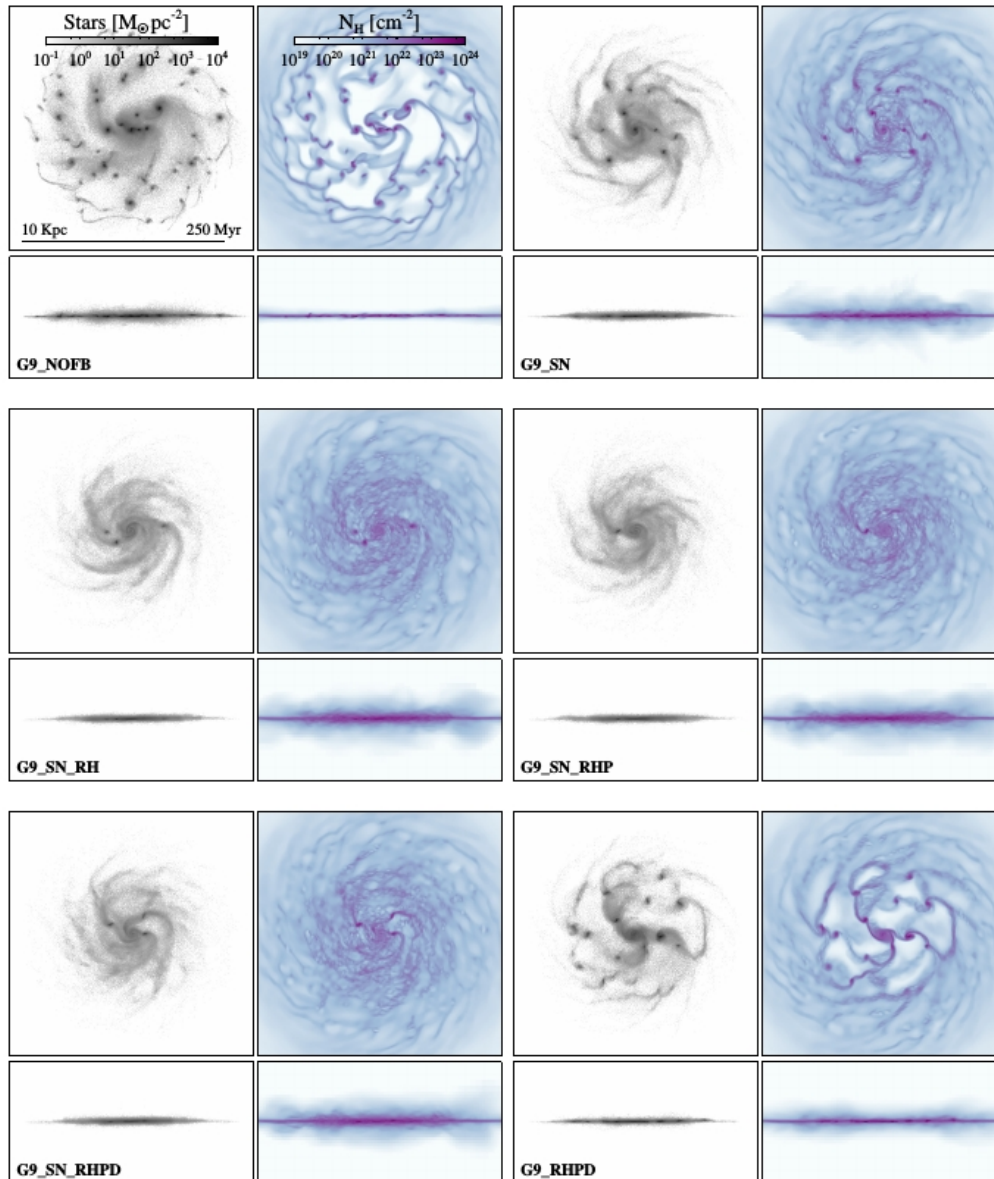 Stars [M⊙pc⁻²]
10⁻¹ 10⁰ 10¹ 10² 10³ 10⁴
N_H [cm⁻²]
10¹⁹ 10²⁰ 10²¹ 10²² 10²³ 10²⁴
10 Kpc
250 Myr
G9_NOFB
G9_SN
G9_SN_RH
G9_SN_RHP
G9_SN_RHPD
G9_RHPD